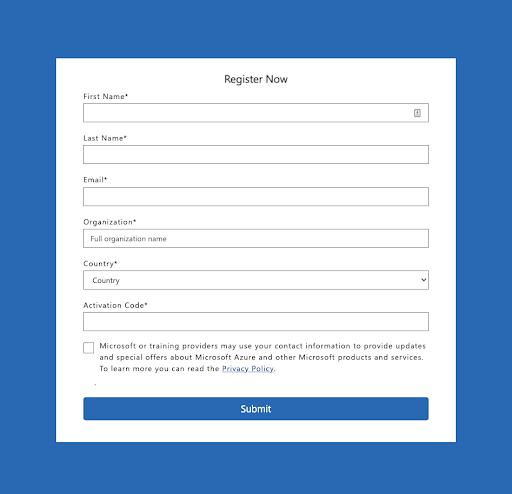 Register Now
First Name*
Last Name*
Email*
Organization*
Full organization name
Country*
Country
Activation Code*
Microsoft or training providers may use your contact information to provide updates
and special offers about Microsoft Azure and other Microsoft products and services.
To learn more you can read the Privacy Policy.
.
Submit